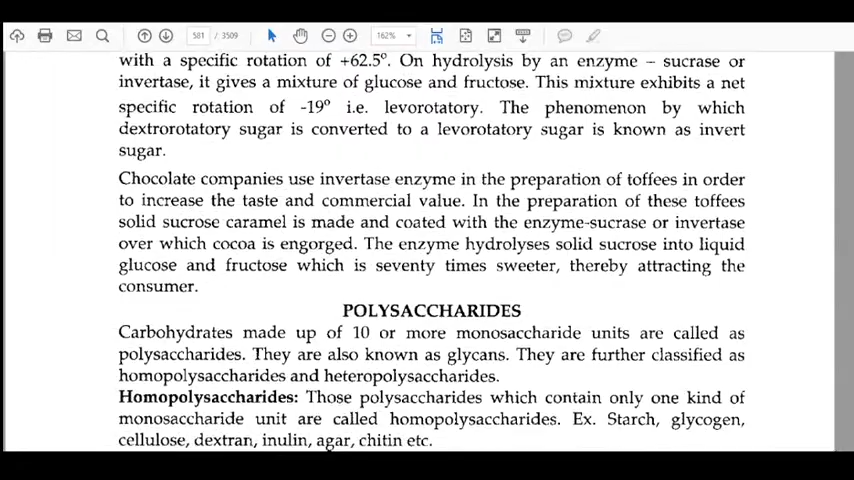 581 / 3509
162%
with a specific rotation of +62.5º. On hydrolysis by an enzyme – sucrase or
invertase, it gives a mixture of glucose and fructose. This mixture exhibits a net
specific rotation of -19º i.e. levorotatory. The phenomenon by which
dextrorotatory sugar is converted to a levorotatory sugar is known as invert
sugar.
Chocolate companies use invertase enzyme in the preparation of toffees in order
to increase the taste and commercial value. In the preparation of these toffees
solid sucrose caramel is made and coated with the enzyme-sucrase or invertase
over which cocoa is engorged. The enzyme hydrolyses solid sucrose into liquid
glucose and fructose which is seventy times sweeter, thereby attracting the
consumer.
POLYSACCHARIDES
Carbohydrates made up of 10 or more monosaccharide units are called as
polysaccharides. They are also known as glycans. They are further classified as
homopolysaccharides and heteropolysaccharides.
Homopolysaccharides: Those polysaccharides which contain only one kind of
monosaccharide unit are called homopolysaccharides. Ex. Starch, glycogen,
cellulose, dextran, inulin, agar, chitin etc.